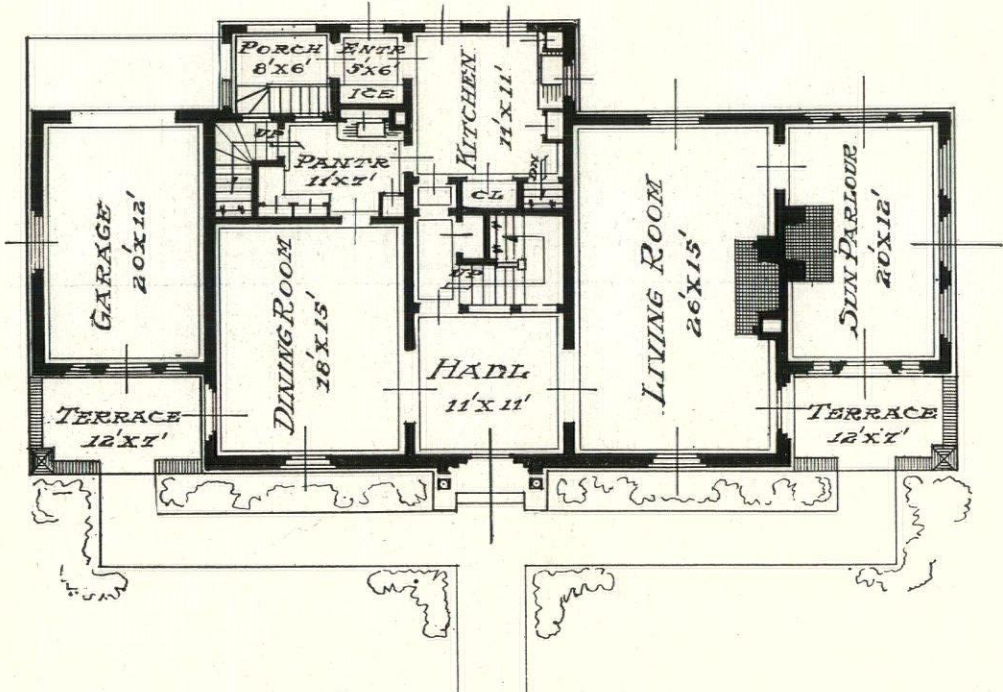 PORCH
8'X6'
ENTR
5'X6'
ICE
KITCHEN
11'X11'
UP
PANTR
11'X7'
CL
DN
GARAGE
20'X12'
DINING ROOM
18'X15'
UP
HALL
11'X11'
LIVING ROOM
26'X15'
SUN PARLOUR
20'X12'
TERRACE
12'X7'
TERRACE
12'X7'